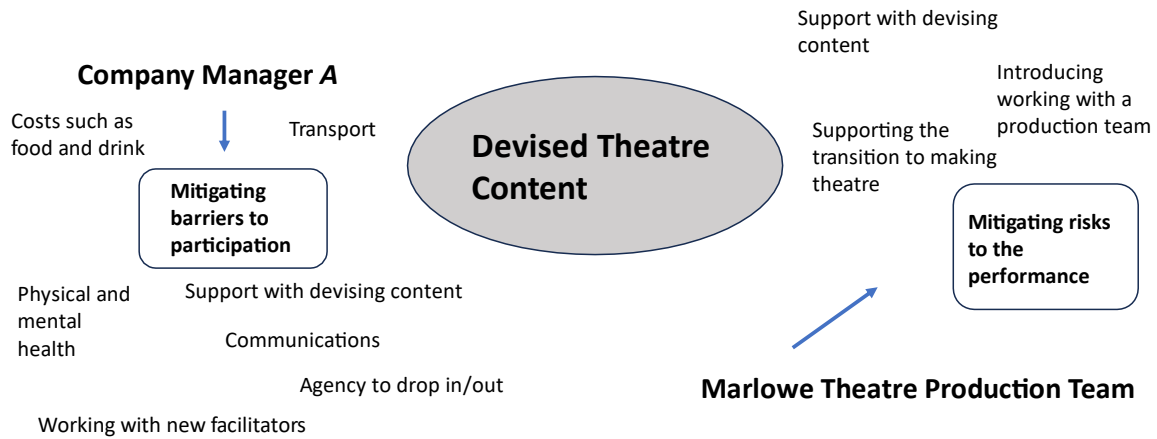 Company Manager A
Costs such as
food and drink
Transport
Mitigating
barriers to
participation
Physical and
mental
health
Support with devising content
Communications
Agency to drop in/out
Working with new facilitators
Devised Theatre
Content
Support with devising
content
Introducing
working with a
production team
Supporting the
transition to making
theatre
Mitigating risks
to the
performance
Marlowe Theatre Production Team